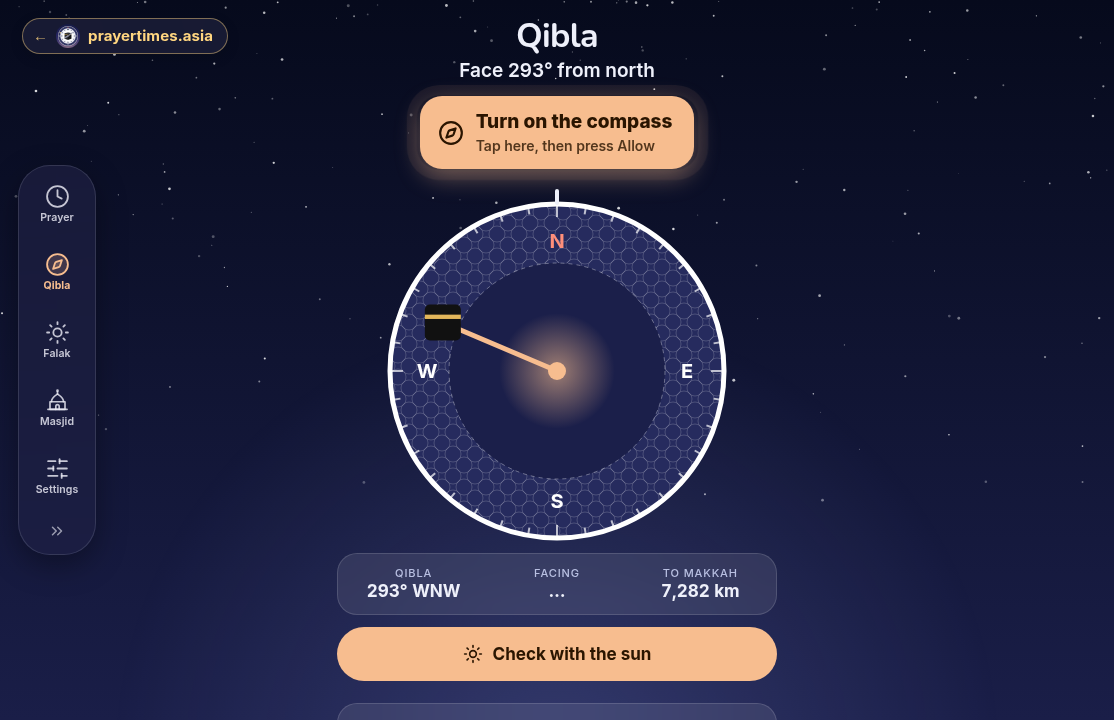 ← prayertimes.asia
Qibla
Face 293° from north
Turn on the compass
Tap here, then press Allow
Prayer
Qibla
Falak
Masjid
Settings
N
W
E
S
QIBLA
293° WNW
FACING
...
TO MAKKAH
7,282 km
Check with the sun